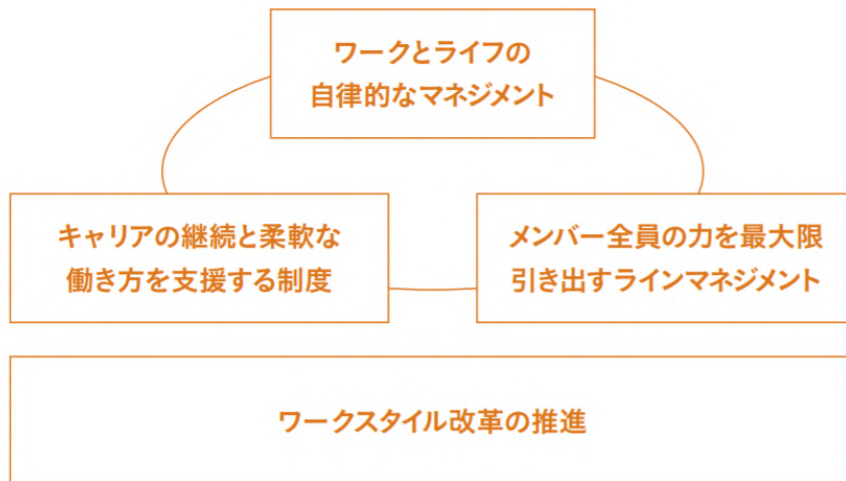 ワークとライフの
自律的なマネジメント
キャリアの継続と柔軟な
働き方を支援する制度
メンバー全員の力を最大限
引き出すラインマネジメント
ワークスタイル改革の推進